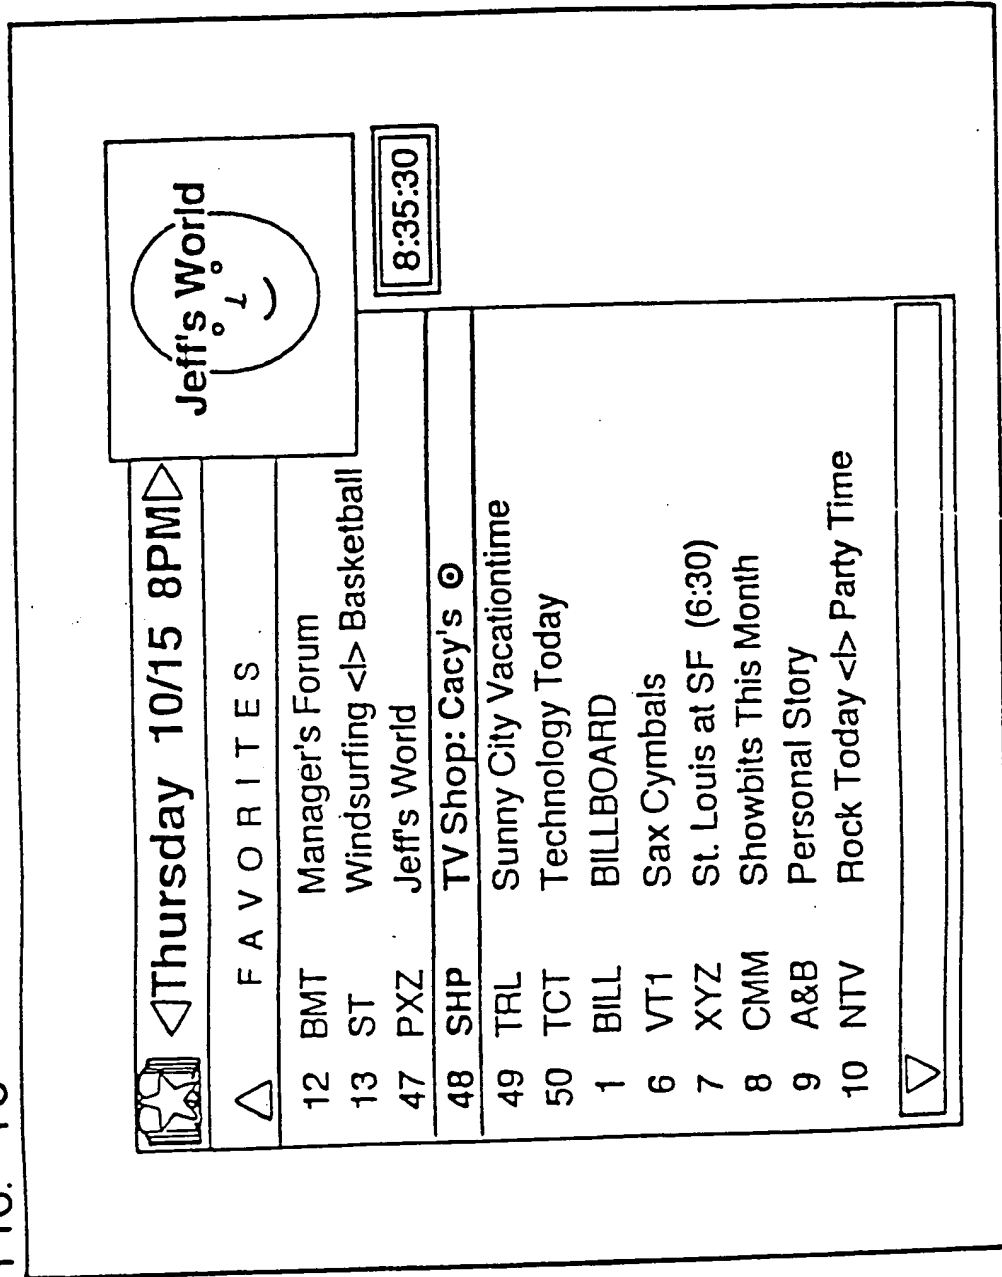 Thursday 10/15 8PM
Jeff's World
FAVORITES
8:35:30
12 BMT Manager's Forum
13 ST Windsurfing <I> Basketball
47 PXZ Jeff's World
48 SHP TV Shop: Cacy's
49 TRL Sunny City Vacationtime
50 TCT Technology Today
1 BILL BILLBOARD
6 VT1 Sax Cymbals
7 XYZ St. Louis at SF (6:30)
8 CMM Showbits This Month
9 A&B Personal Story
10 NTV Rock Today <I> Party Time